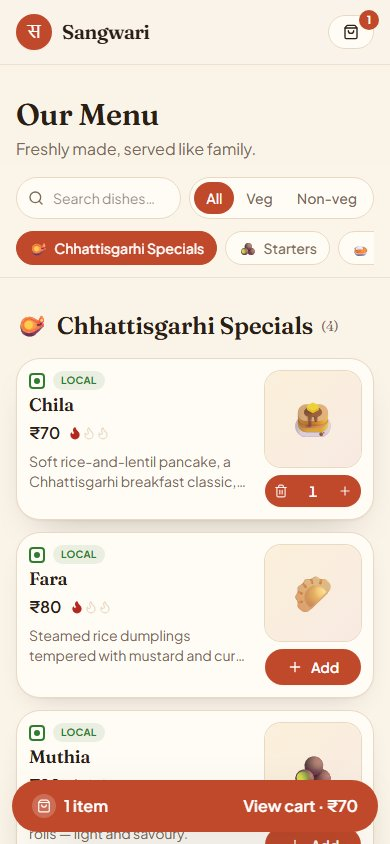 स
Sangwari
1
Our Menu
Freshly made, served like family.
Search dishes…
All
Veg
Non-veg
Chhattisgarhi Specials
Starters
Chhattisgarhi Specials (4)
LOCAL
Chila
₹70
Soft rice-and-lentil pancake, a
Chhattisgarhi breakfast classic,…
1
LOCAL
Fara
₹80
Steamed rice dumplings
tempered with mustard and cur…
Add
LOCAL
Muthia
1 item
View cart · ₹70
rolls — light and savoury.
Add